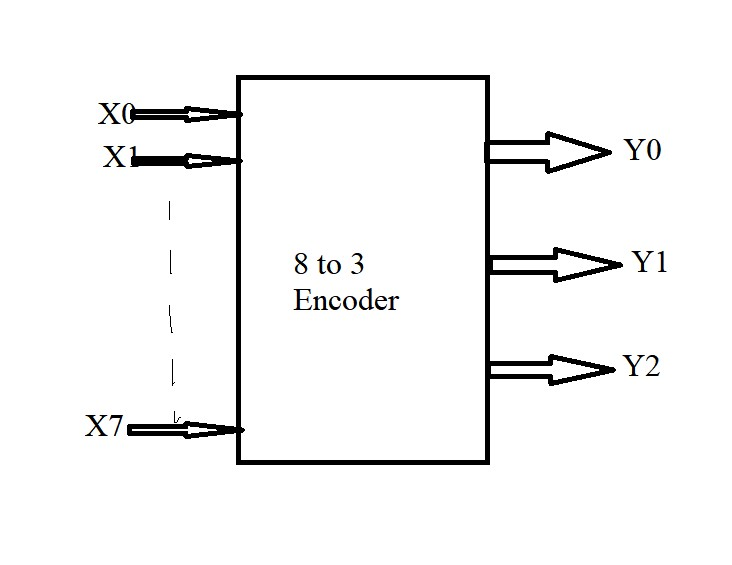 X0
X1
X7
8 to 3
Encoder
Y0
Y1
Y2